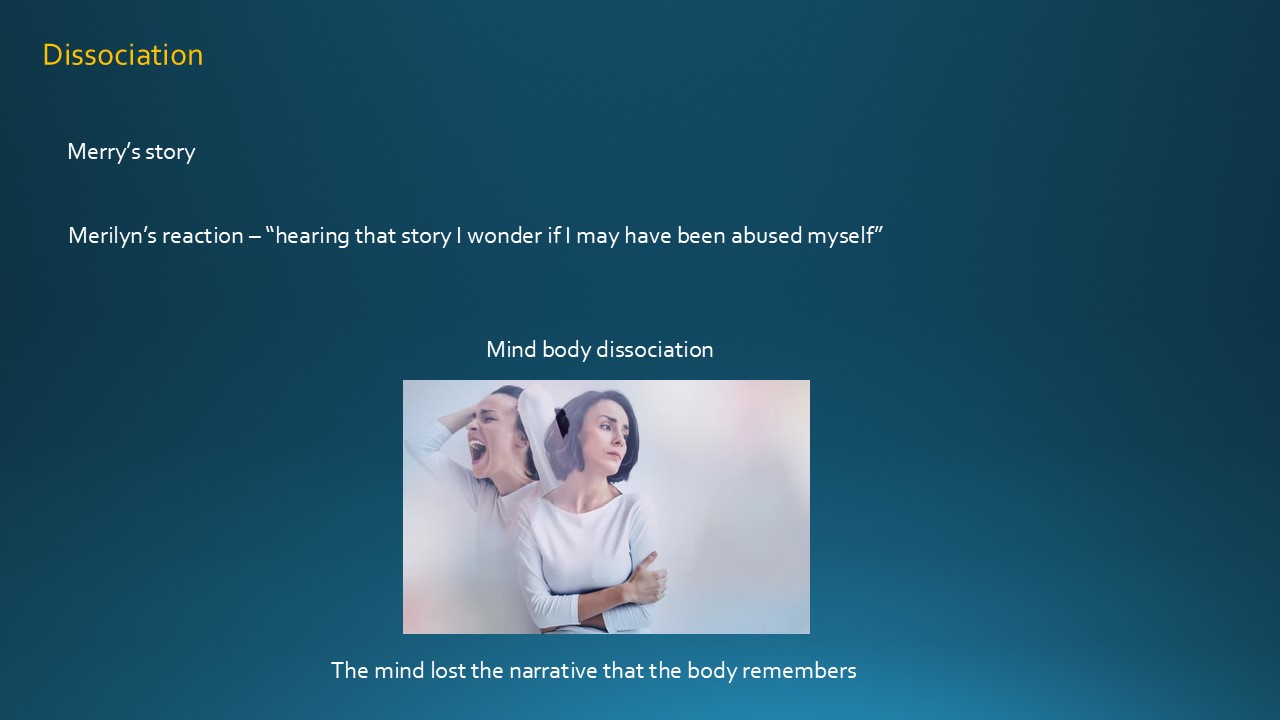 Dissociation
Merry’s story
Merilyn’s reaction – “hearing that story I wonder if I may have been abused myself”
Mind body dissociation
The mind lost the narrative that the body remembers